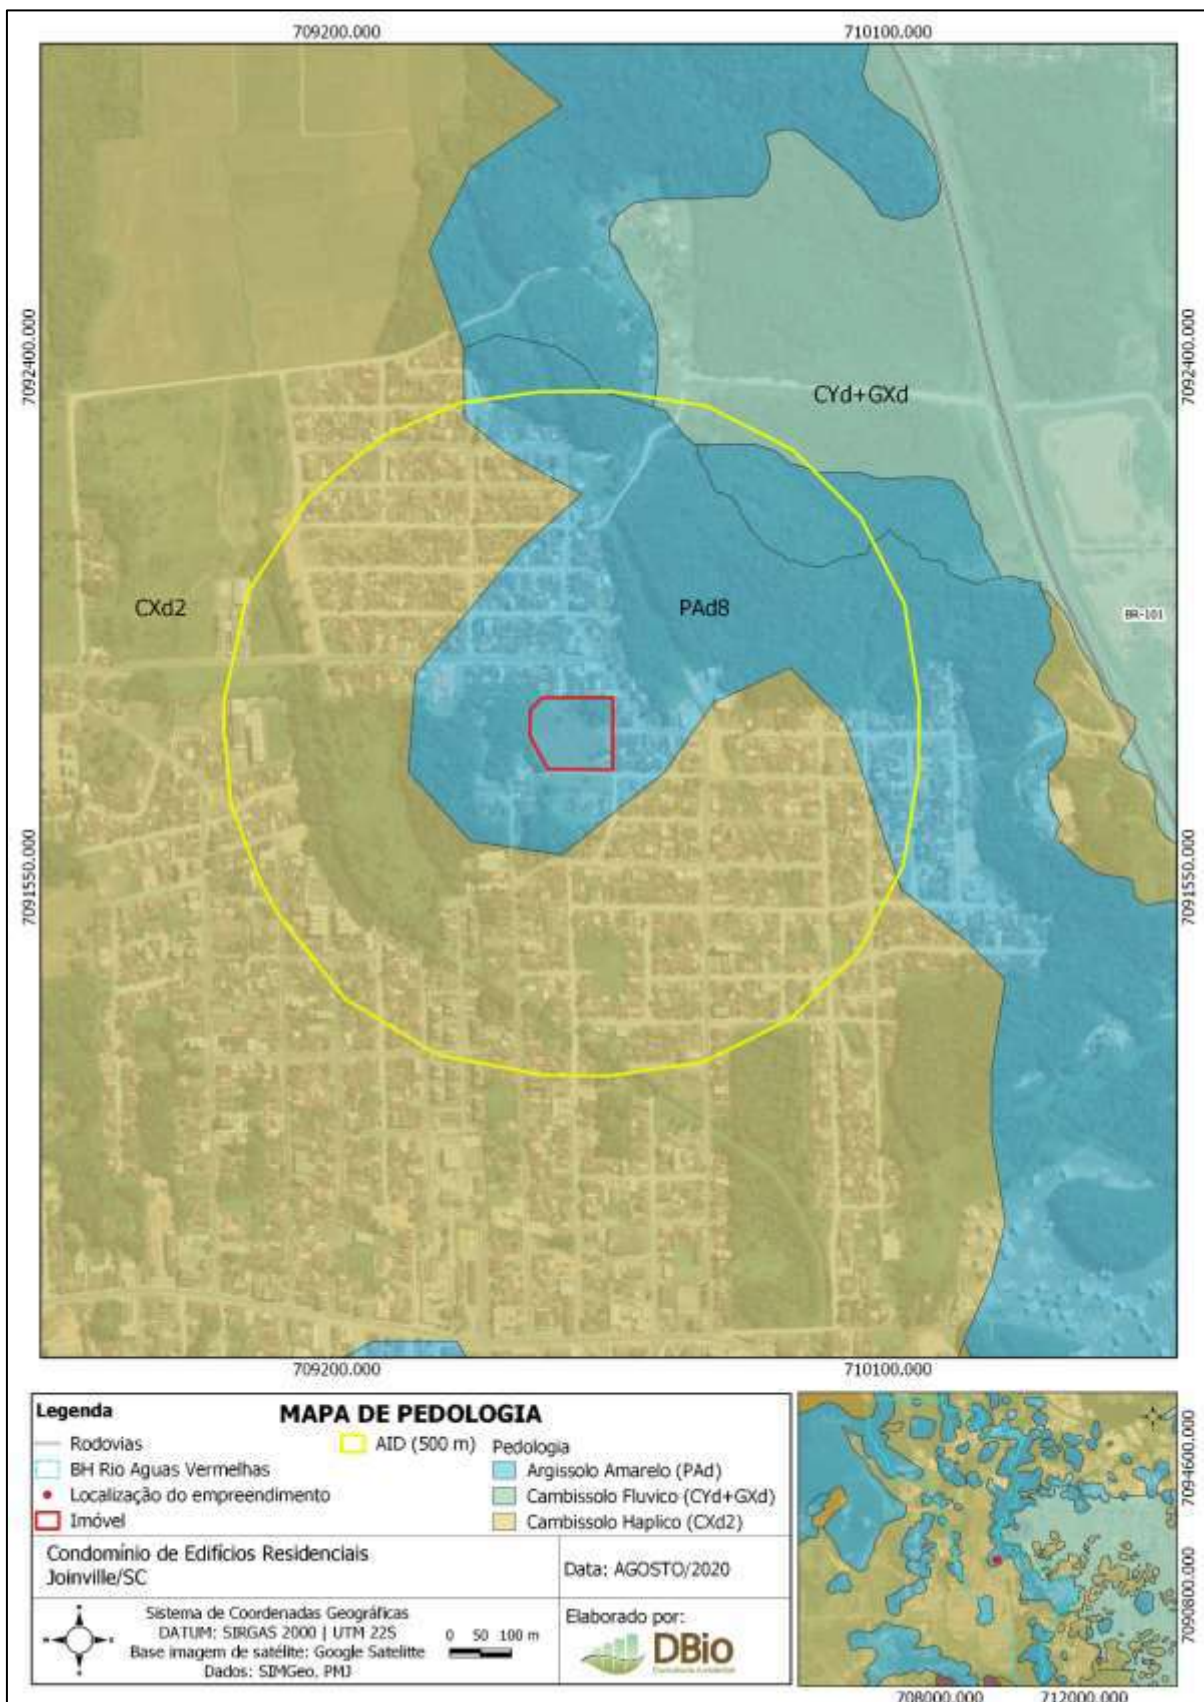 709200.000 710100.000
7092400.000 7092400.000
CYd+GXd
CXd2 PAd8
BR-101
7091550.000 7091550.000
709200.000 710100.000
Legenda
MAPA DE PEDOLOGIA
Rodovias
BH Rio Aguas Vermelhas
Localização do empreendimento
Imóvel
AID (500 m)
Pedologia
Argissolo Amarelo (PAd)
Cambissolo Fluvico (CYd+GXd)
Cambissolo Haplico (CXd2)
Condomínio de Edifícios Residenciais
Joinville/SC
Data: AGOSTO/2020
Sistema de Coordenadas Geográficas
DATUM: SIRGAS 2000 | UTM 22S
Base imagem de satélite: Google Satelitte
Dados: SIMGeo, PMJ
0 50 100 m
Elaborado por:
DBio
7094600.000
7090800.000
708000.000 712000.000